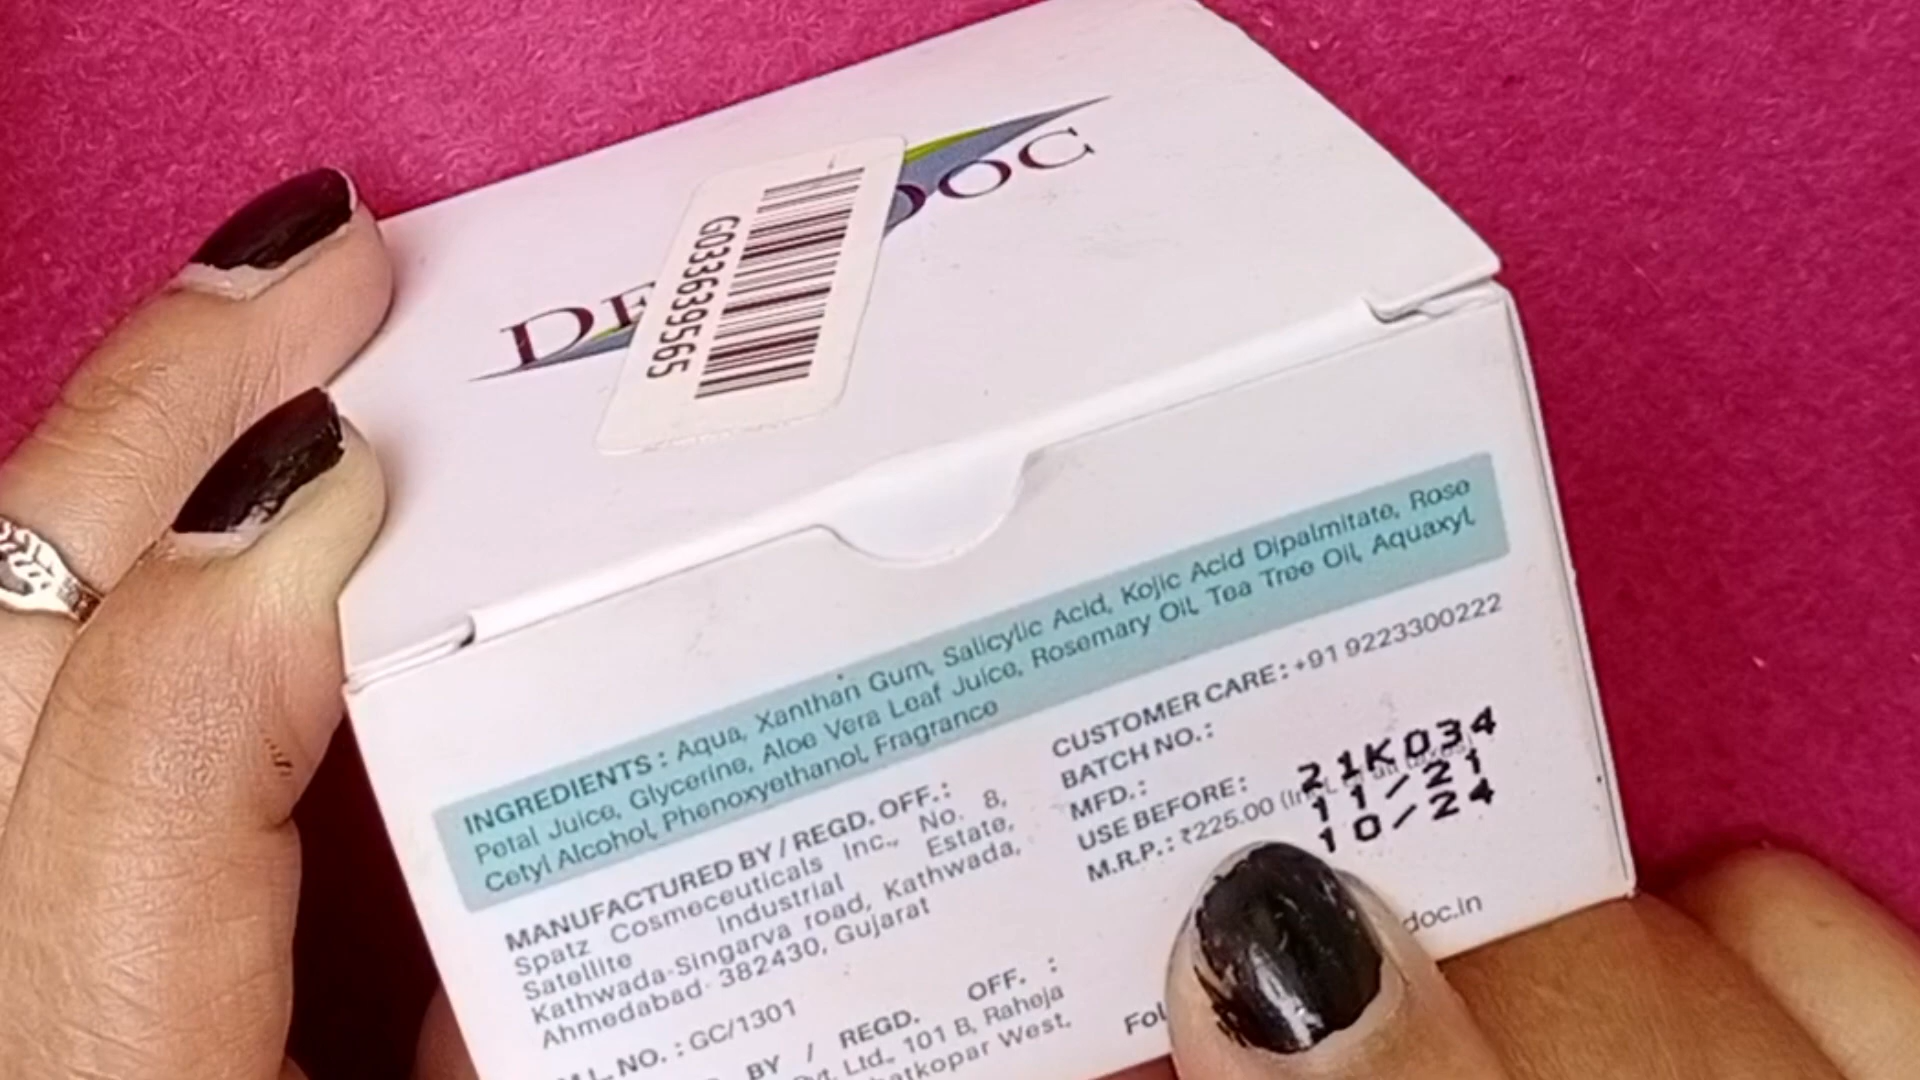 DOC
G0336639565
INGREDIENTS : Aqua, Xanthan Gum, Salicylic Acid, Kojic Acid Dipalmitate, Rose
Petal Juice, Glycerine, Aloe Vera Leaf Juice, Rosemary Oil, Tea Tree Oil, Aquaxyl,
Cetyl Alcohol, Phenoxyethanol, Fragrance
MANUFACTURED BY / REGD. OFF. :
Spatz Cosmeceuticals Inc., No. 8,
Satellite Industrial Estate,
Kathwada-Singarva road, Kathwada,
Ahmedabad- 382430, Gujarat
NO. : GC/1301
BY / REGD. OFF. :
Ltd., 101 B, Raheja
West,
CUSTOMER CARE : +91 9223300222
BATCH NO. : 21K034
MFD. : 11/21
USE BEFORE : 10/24
M.R.P. : ₹225.00
doc.in